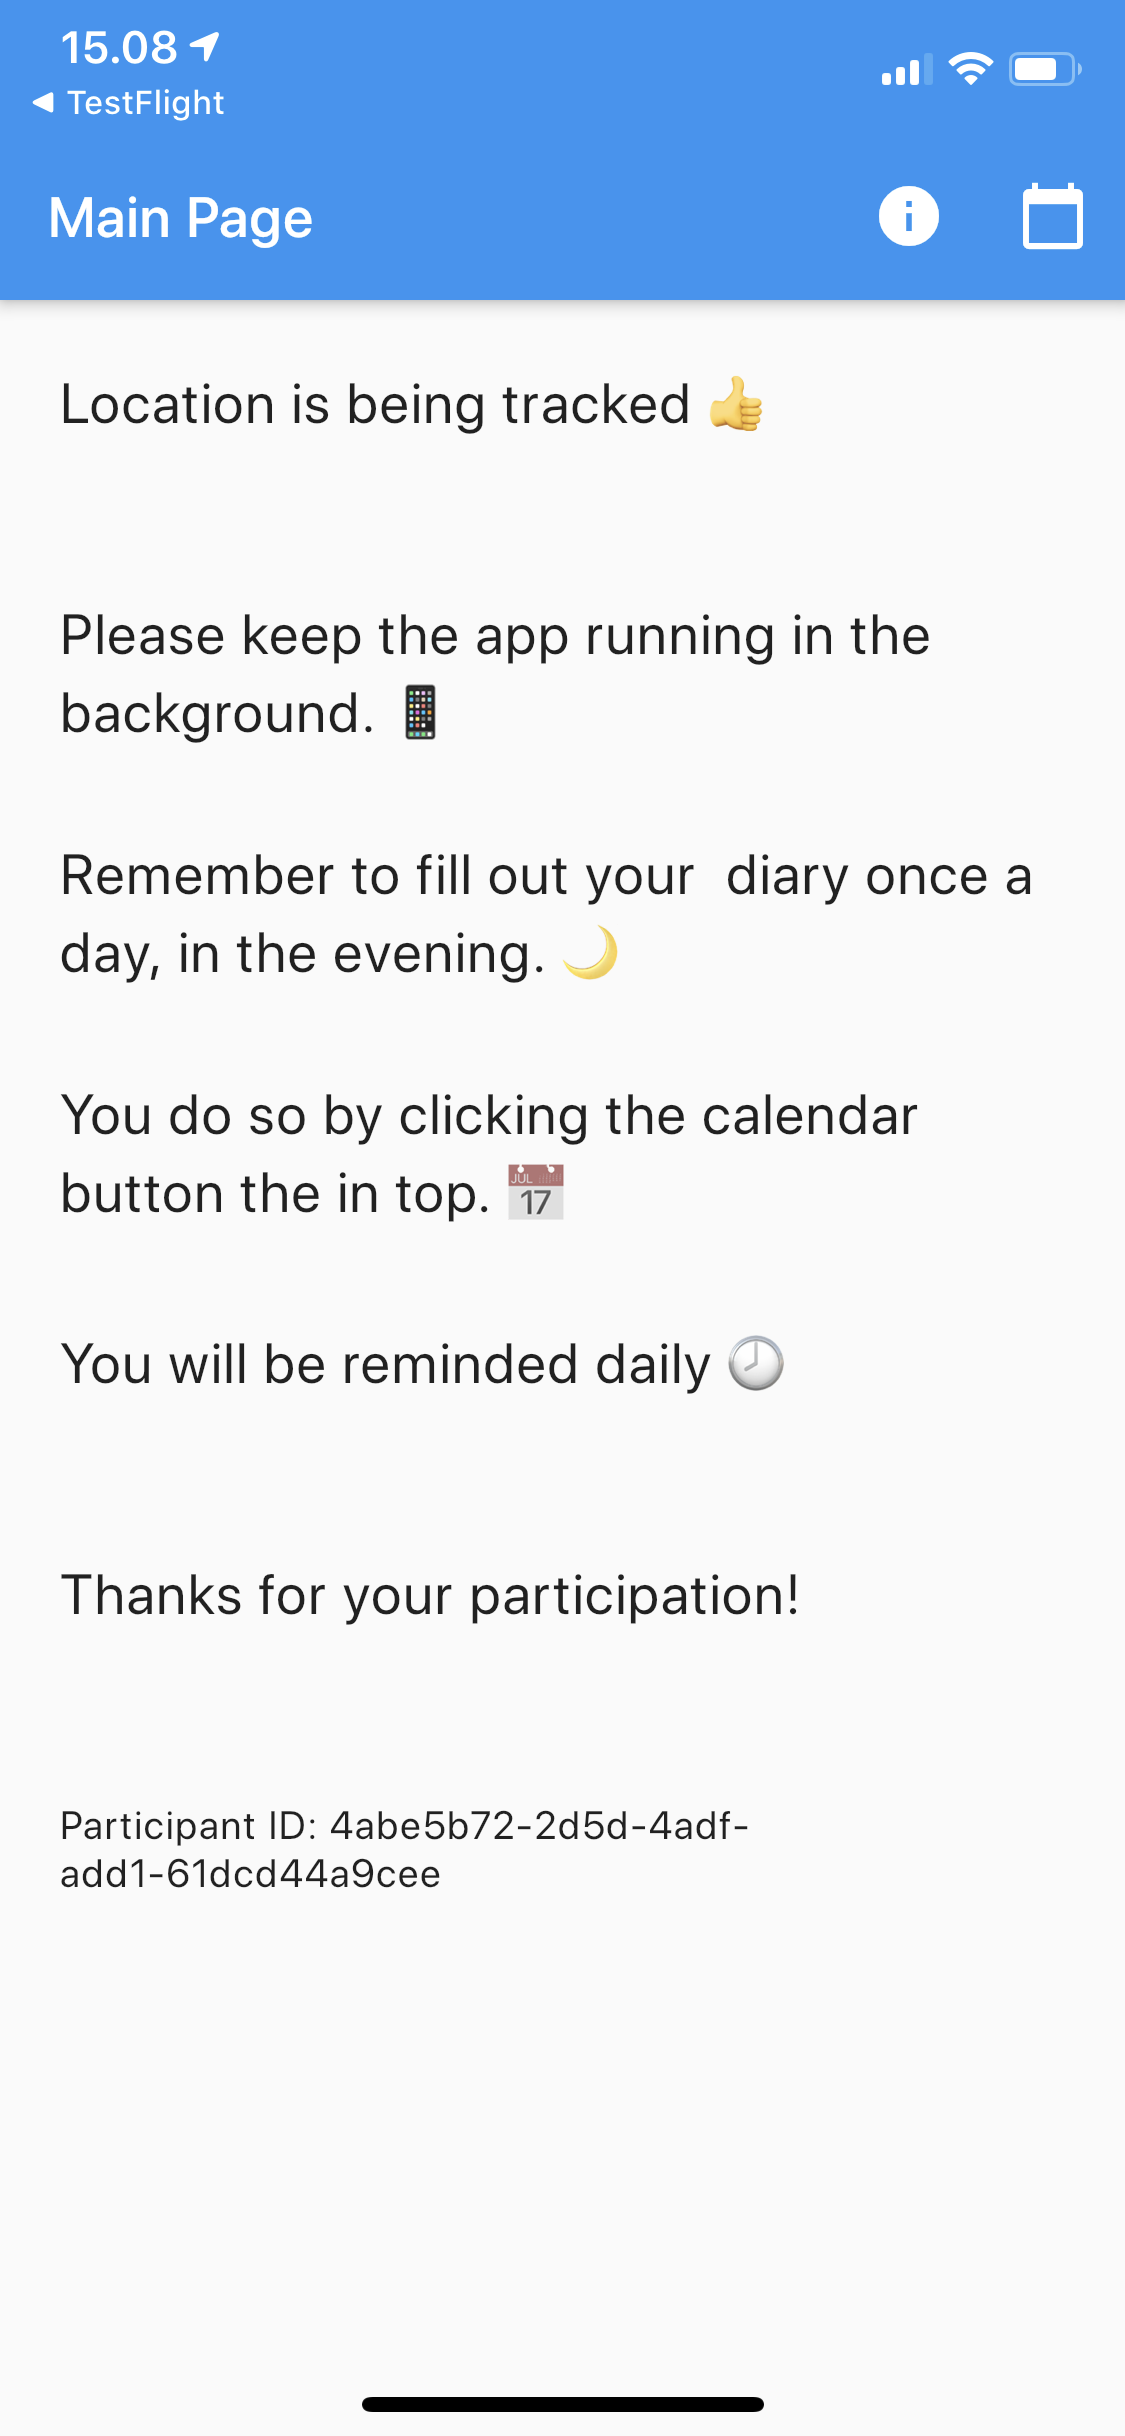 15.08
TestFlight
Main Page
Location is being tracked 👍
Please keep the app running in the
background. 📱
Remember to fill out your  diary once a
day, in the evening. 🌙
You do so by clicking the calendar
button the in top. 📅
You will be reminded daily 🕗
Thanks for your participation!
Participant ID: 4abe5b72-2d5d-4adf-
add1-61dcd44a9cee